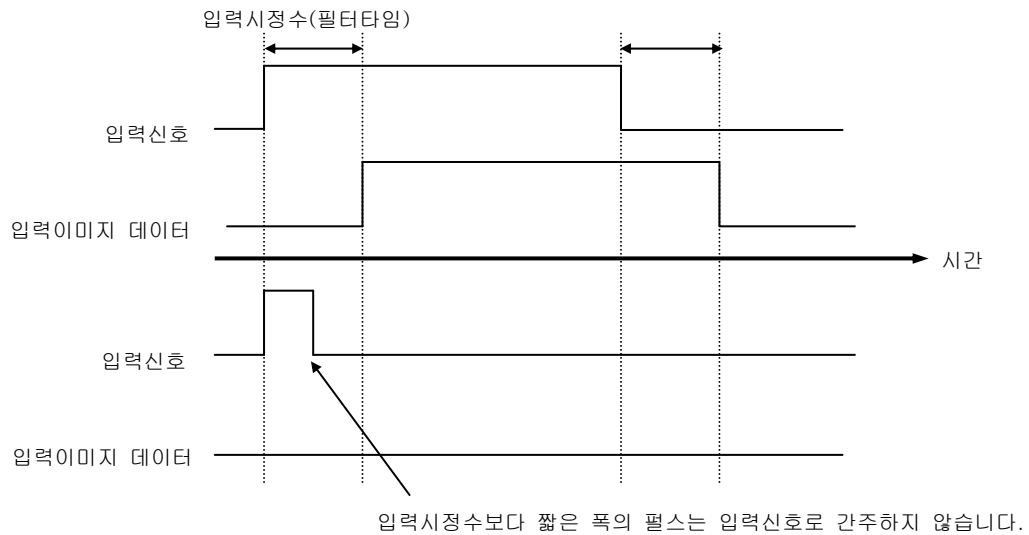 입력시정수(필터타임)
입력신호
입력이미지 데이터
시간
입력신호
입력이미지 데이터
입력시정수보다 짧은 폭의 펄스는 입력신호로 간주하지 않습니다.